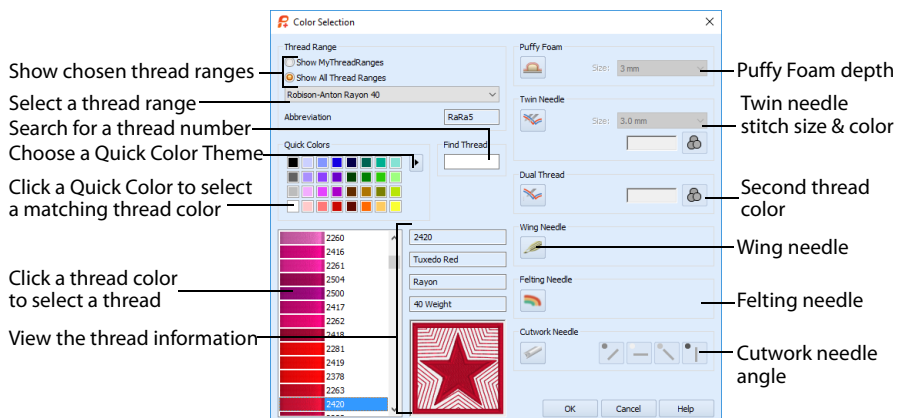 Color Selection
Thread Range
Show MyThreadRanges
Show All Thread Ranges
Robison-Anton Rayon 40
Abbreviation
RaRa5
Quick Colors
Find Thread
2260
2416
2261
2504
2500
2417
2262
2418
2281
2419
2378
2263
2420
2420
Tuxedo Red
Rayon
40 Weight
Puffy Foam
Size: 3 mm
Twin Needle
Size: 3.0 mm
Dual Thread
Wing Needle
Felting Needle
Cutwork Needle
OK
Cancel
Help
Show chosen thread ranges
Select a thread range
Search for a thread number
Choose a Quick Color Theme
Click a Quick Color to select
a matching thread color
Click a thread color
to select a thread
View the thread information
Puffy Foam depth
Twin needle
stitch size & color
Second thread
color
Wing needle
Felting needle
Cutwork needle
angle